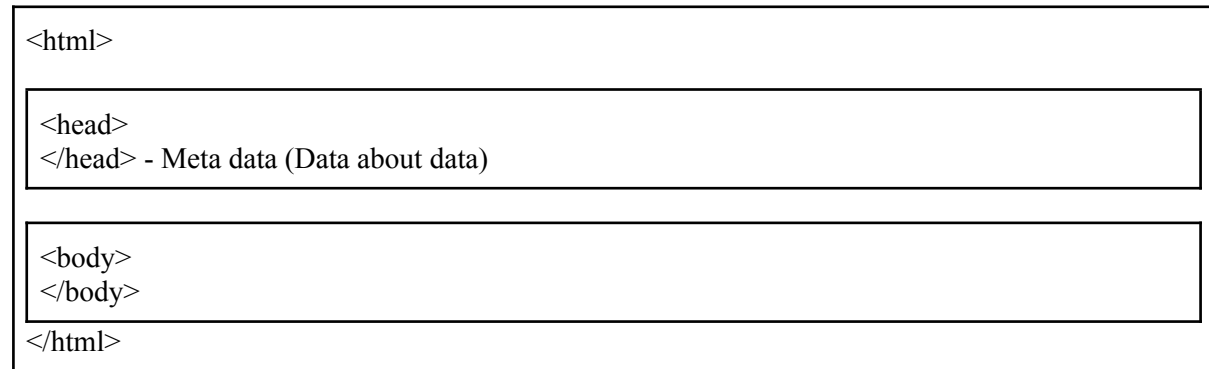 <html>
<head>
</head> - Meta data (Data about data)
<body>
</body>
</html>